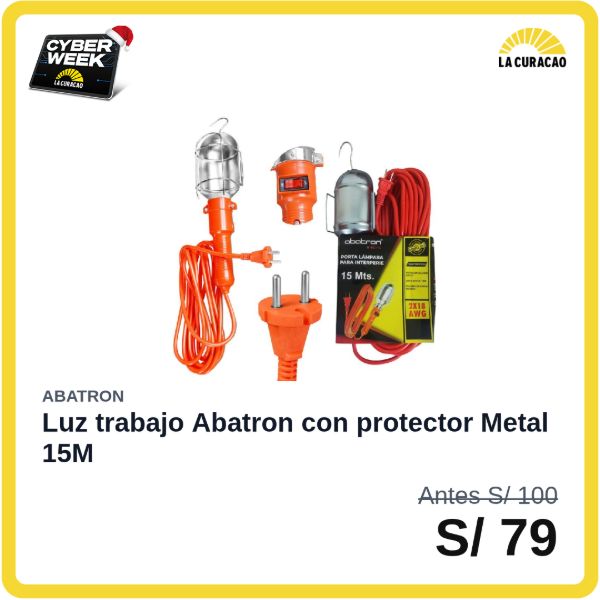 CYBER
WEEK
LA CURACAO
LA CURACAO
abatron
PORTA LÁMPARA
PARA INTERPERIE
15 Mts.
2X18
AWG
ABATRON
Luz trabajo Abatron con protector Metal
15M
Antes S/ 100
S/ 79